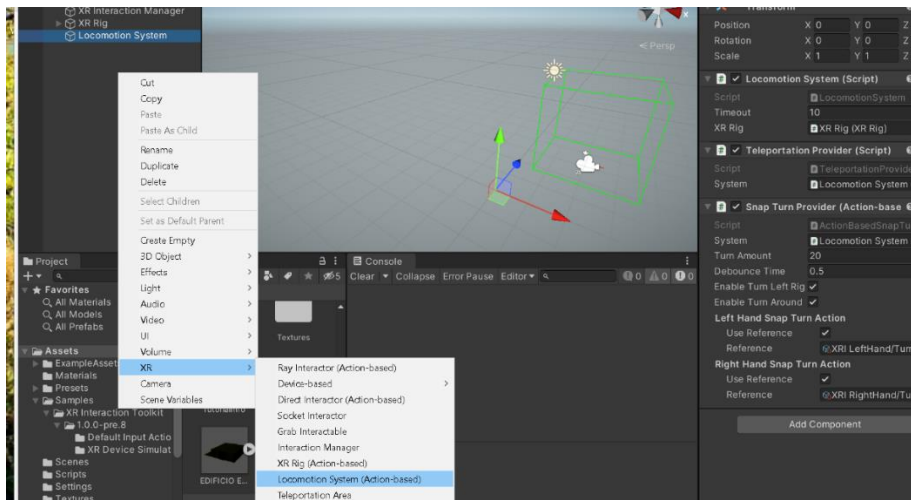 XR Interaction Manager
XR Rig
Locomotion System
Cut
Copy
Paste
Paste As Child
Rename
Duplicate
Delete
Select Children
Set as Default Parent
Create Empty
3D Object
Effects
Light
Audio
Video
UI
Volume
XR
Camera
Scene Variables
Ray Interactor (Action-based)
Device-based
Direct Interactor (Action-based)
Socket Interactor
Grab Interactable
Interaction Manager
XR Rig (Action-based)
Locomotion System (Action-based)
Teleportation Area
x
< Persp
Project
Favorites
All Materials
All Models
All Prefabs
Assets
ExampleAsset
Materials
Presets
Samples
XR Interaction Toolkit
1.0.0-pre.8
Default Input Actio
XR Device Simulat
Scenes
Scripts
Settings
Textures
5
Textures
EDIFICIO E...
Console
Clear Collapse Error Pause Editor 0 0 0
Transform
Position X 0 Y 0 Z
Rotation X 0 Y 0 Z
Scale X 1 Y 1 Z
Locomotion System (Script)
Script LocomotionSystem
Timeout 10
XR Rig XR Rig (XR Rig)
Teleportation Provider (Script)
Script TeleportationProvide
System Locomotion System
Snap Turn Provider (Action-base
Script ActionBasedSnapTu
System Locomotion System
Turn Amount 20
Debounce Time 0.5
Enable Turn Left Rig
Enable Turn Around
Left Hand Snap Turn Action
Use Reference
Reference XRI LeftHand/Turn
Right Hand Snap Turn Action
Use Reference
Reference XRI RightHand/Tu
Add Component